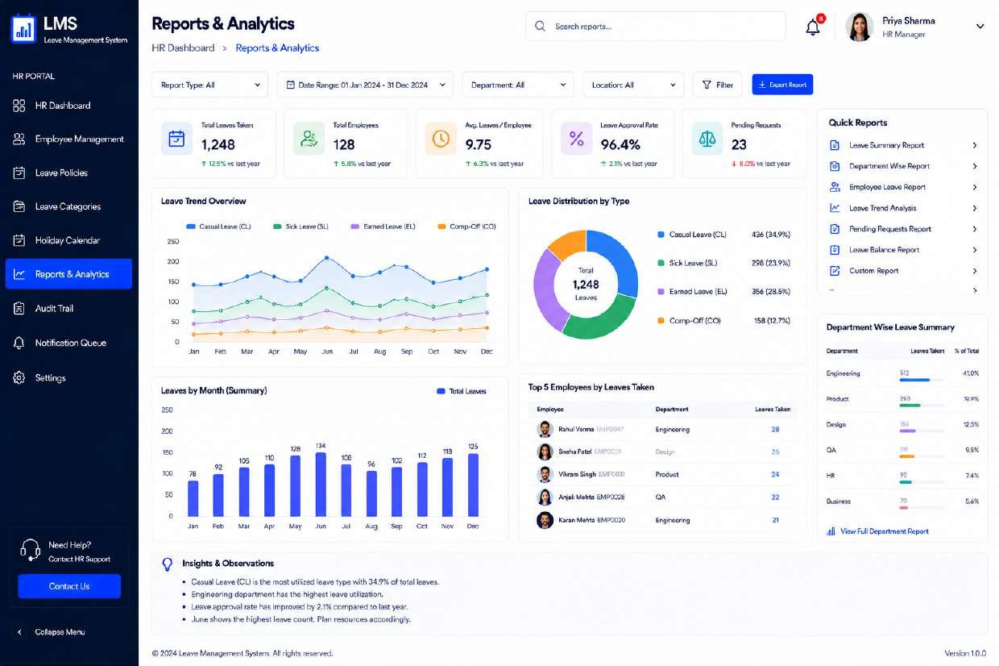 LMS
Leave Management System
HR PORTAL
HR Dashboard
Employee Management
Leave Policies
Leave Categories
Holiday Calendar
Reports & Analytics
Audit Trail
Notification Queue
Settings
Need Help?
Contact HR Support
Contact Us
Collapse Menu
Reports & Analytics
HR Dashboard > Reports & Analytics
Search reports...
8
Priya Sharma
HR Manager
Report Type: All
Date Range: 01 Jan 2024 - 31 Dec 2024
Department: All
Location: All
Filter
Export Report
Total Leaves Taken
1,248
↑ 12.5% vs last year
Total Employees
128
↑ 5.8% vs last year
Avg. Leaves / Employee
9.75
↑ 6.3% vs last year
%
Leave Approval Rate
96.4%
↑ 2.1% vs last year
Pending Requests
23
↓ 8.0% vs last year
Quick Reports
Leave Summary Report
Department Wise Report
Employee Leave Report
Leave Trend Analysis
Pending Requests Report
Leave Balance Report
Custom Report
Leave Trend Overview
Casual Leave (CL) Sick Leave (SL) Earned Leave (EL) Comp-Off (CO)
250
200
150
100
50
0
Jan Feb Mar Apr May Jun Jul Aug Sep Oct Nov Dec
Leave Distribution by Type
Total
1,248
Leaves
Casual Leave (CL) 436 (34.9%)
Sick Leave (SL) 298 (23.9%)
Earned Leave (EL) 356 (28.5%)
Comp-Off (CO) 158 (12.7%)
Department Wise Leave Summary
Department Leaves Taken % of Total
Engineering 512 41.0%
Product 19.9%
Design 156 12.5%
QA 9.5%
HR 92 7.4%
Business 70 5.6%
View Full Department Report
Leaves by Month (Summary)
Total Leaves
250
200
150
100
50
0
78 92 105 110 128 134 108 96 102 112 118 125
Jan Feb Mar Apr May Jun Jul Aug Sep Oct Nov Dec
Top 5 Employees by Leaves Taken
Employee Department Leaves Taken
Rahul Verma EMP0047 Engineering 28
Sneha Patel Design 26
Vikram Singh EMP0031 Product 24
Anjali Mehta EMP0028 QA 22
Karan Mehta EMP0020 Engineering 21
Insights & Observations
• Casual Leave (CL) is the most utilized leave type with 34.9% of total leaves.
• Engineering department has the highest leave utilization.
• Leave approval rate has improved by 2.1% compared to last year.
• June shows the highest leave count. Plan resources accordingly.
© 2024 Leave Management System. All rights reserved.
Version 1.0.0